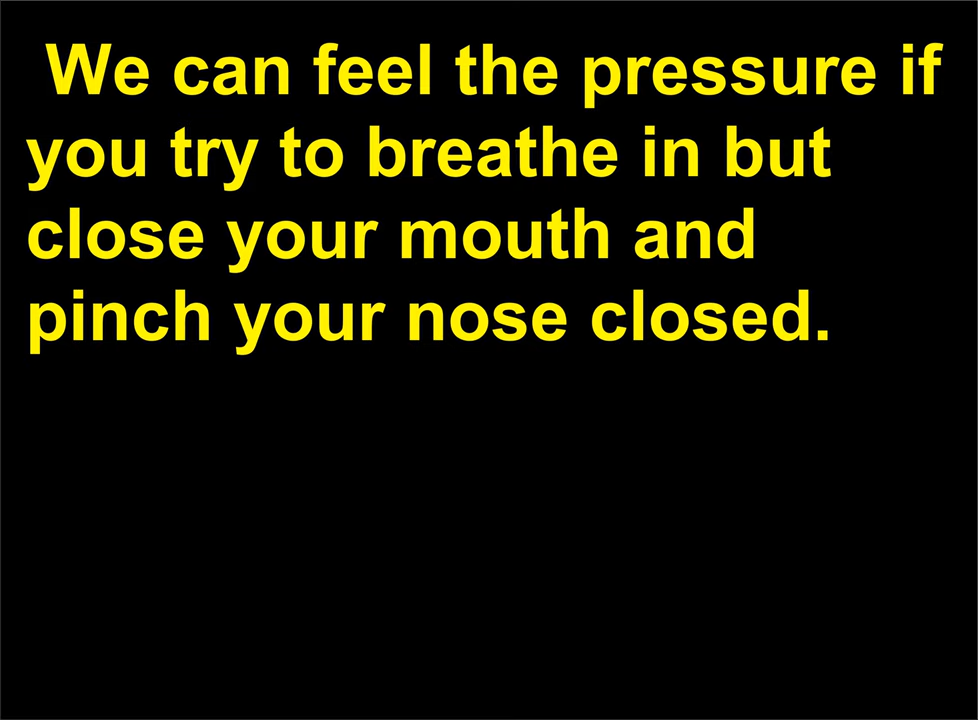 We can feel the pressure if
you try to breathe in but
close your mouth and
pinch your nose closed.